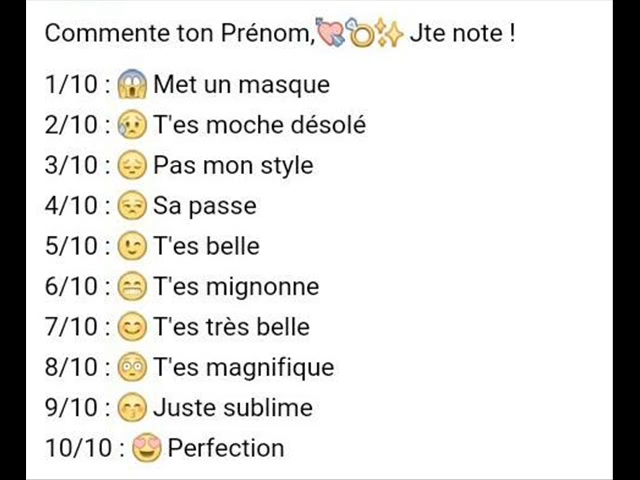 Commente ton Prénom,💘💍✨ Jte note !
1/10 : 😱 Met un masque
2/10 : 😢 T'es moche désolé
3/10 : 😔 Pas mon style
4/10 : 😒 Sa passe
5/10 : 😉 T'es belle
6/10 : 😁 T'es mignonne
7/10 : 😊 T'es très belle
8/10 : 😳 T'es magnifique
9/10 : 😙 Juste sublime
10/10 : 😍 Perfection